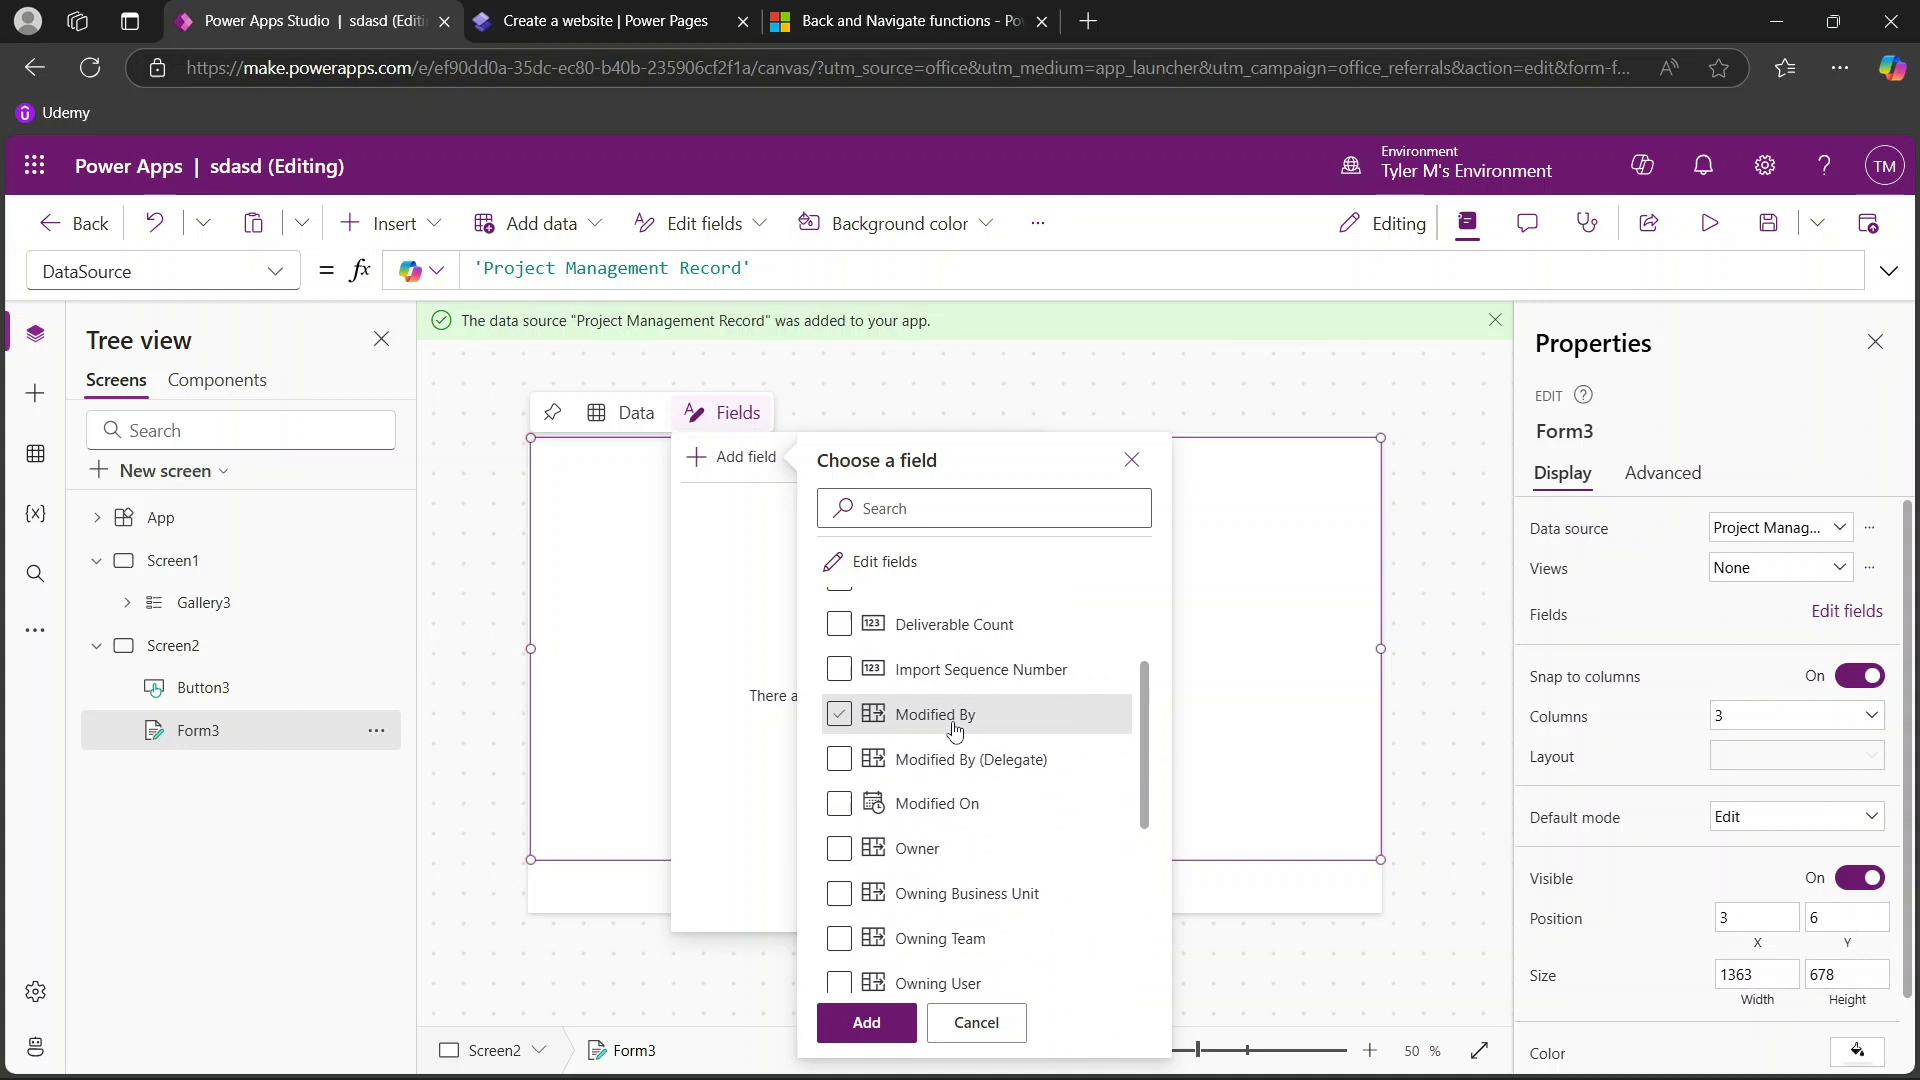 Power Apps Studio | sdasd (Editi
Create a website | Power Pages
Back and Navigate functions - Po
https://make.powerapps.com/e/ef90dd0a-35dc-ec80-b40b-235906cf2f1a/canvas/?utm_source=office&utm_medium=app_launcher&utm_campaign=office_referrals&action=edit&form-f...
Udemy
Power Apps | sdasd (Editing)
Environment
Tyler M's Environment
TM
Back
Insert
Add data
Edit fields
Background color
...
Editing
DataSource
= fx
'Project Management Record'
Tree view
Screens
Components
Search
New screen
App
Screen1
Gallery3
Screen2
Button3
Form3
The data source "Project Management Record" was added to your app.
Data
Fields
Add field
There a
Choose a field
Search
Edit fields
Deliverable Count
Import Sequence Number
Modified By
Modified By (Delegate)
Modified On
Owner
Owning Business Unit
Owning Team
Owning User
Add
Cancel
Screen2
Form3
50 %
Properties
EDIT
Form3
Display
Advanced
Data source
Project Manag...
Views
None
Fields
Edit fields
Snap to columns
On
Columns
3
Layout
Default mode
Edit
Visible
On
Position
3
6
X
Y
Size
1363
678
Width
Height
Color